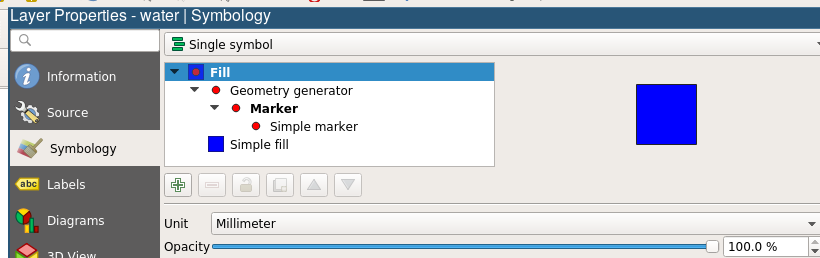 Layer Properties - water | Symbology
Single symbol
Information
Source
Symbology
Labels
Diagrams
3D View
Fill
Geometry generator
Marker
Simple marker
Simple fill
abc
Unit Millimeter
Opacity 100.0 %